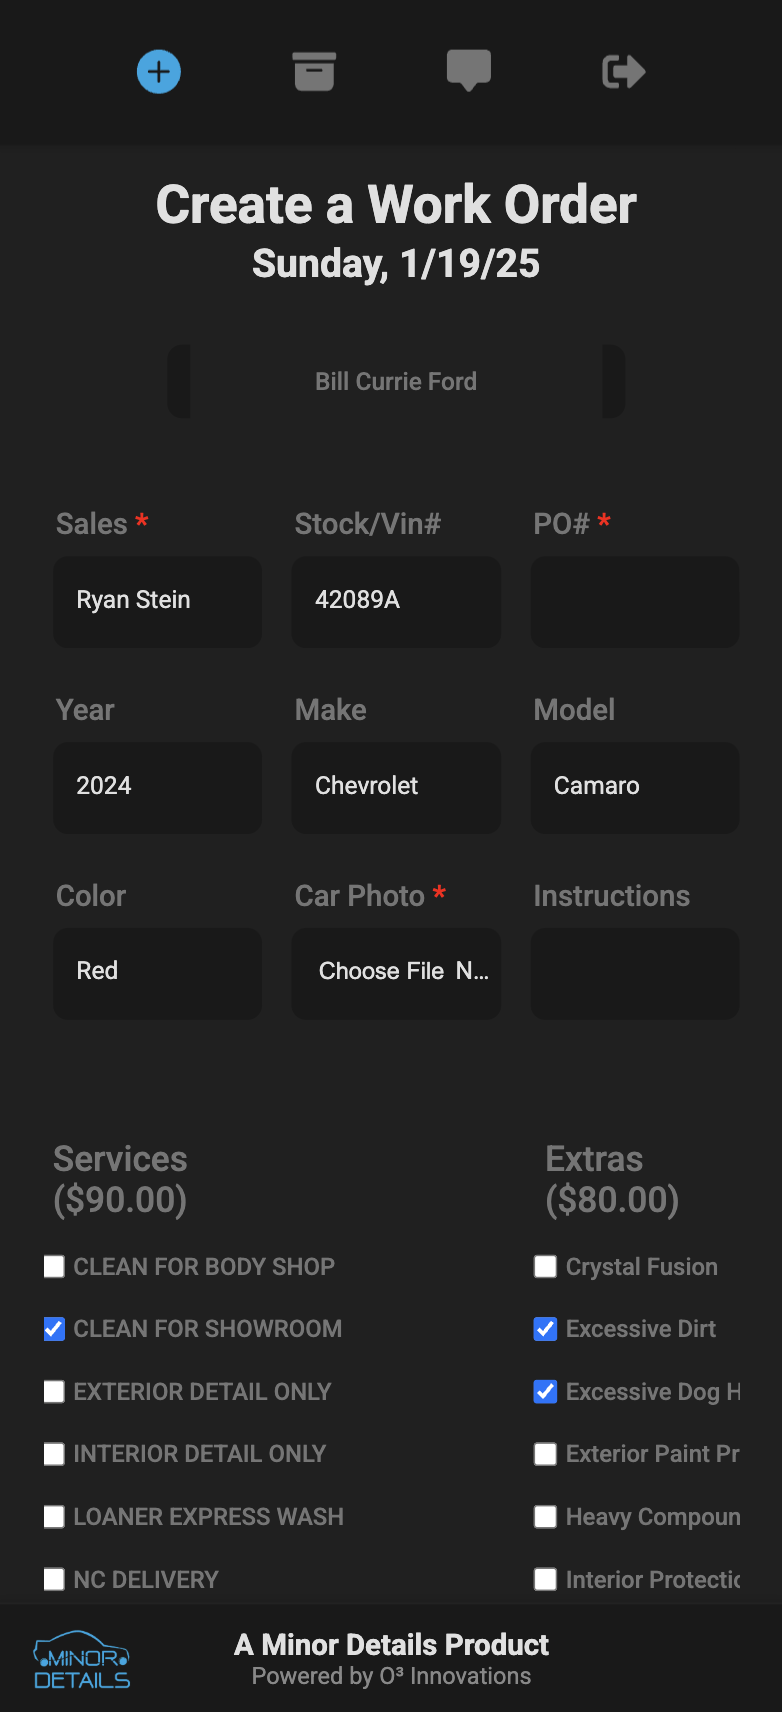 Create a Work Order
Sunday, 1/19/25
Bill Currie Ford
Sales * Stock/Vin# PO# *
Ryan Stein 42089A
Year Make Model
2024 Chevrolet Camaro
Color Car Photo * Instructions
Red Choose File N...
Services Extras
($90.00) ($80.00)
CLEAN FOR BODY SHOP Crystal Fusion
CLEAN FOR SHOWROOM Excessive Dirt
EXTERIOR DETAIL ONLY Excessive Dog H
INTERIOR DETAIL ONLY Exterior Paint Pr
LOANER EXPRESS WASH Heavy Compoun
NC DELIVERY Interior Protectic
MINOR DETAILS
A Minor Details Product
Powered by O³ Innovations